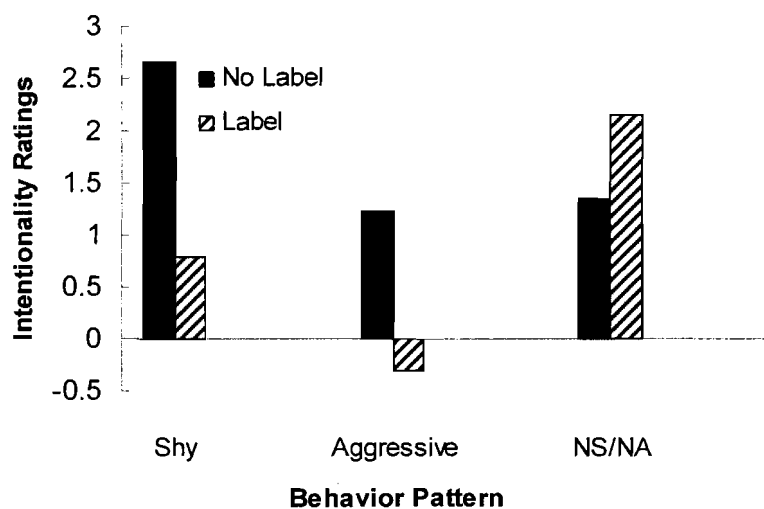 3
2.5
2
1.5
1
0.5
0
-0.5
Intentionality Ratings
No Label
Label
Shy Aggressive NS/NA
Behavior Pattern